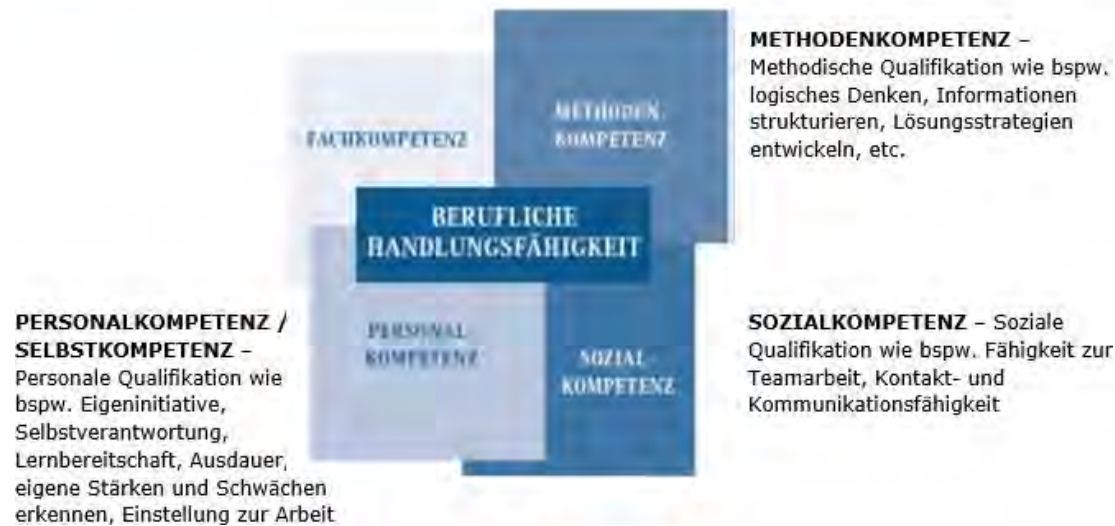 METHODENKOMPETENZ –
Methodische Qualifikation wie bspw.
logisches Denken, Informationen
strukturieren, Lösungsstrategien
entwickeln, etc.
FACHKOMPETENZ
METHODEN-
KOMPETENZ
BERUFLICHE
HANDLUNGSFÄHIGKEIT
PERSONALKOMPETENZ /
SELBSTKOMPETENZ –
Personale Qualifikation wie
bspw. Eigeninitiative,
Selbstverantwortung,
Lernbereitschaft, Ausdauer,
eigene Stärken und Schwächen
erkennen, Einstellung zur Arbeit
PERSONAL-
KOMPETENZ
SOZIAL-
KOMPETENZ
SOZIALKOMPETENZ – Soziale
Qualifikation wie bspw. Fähigkeit zur
Teamarbeit, Kontakt- und
Kommunikationsfähigkeit